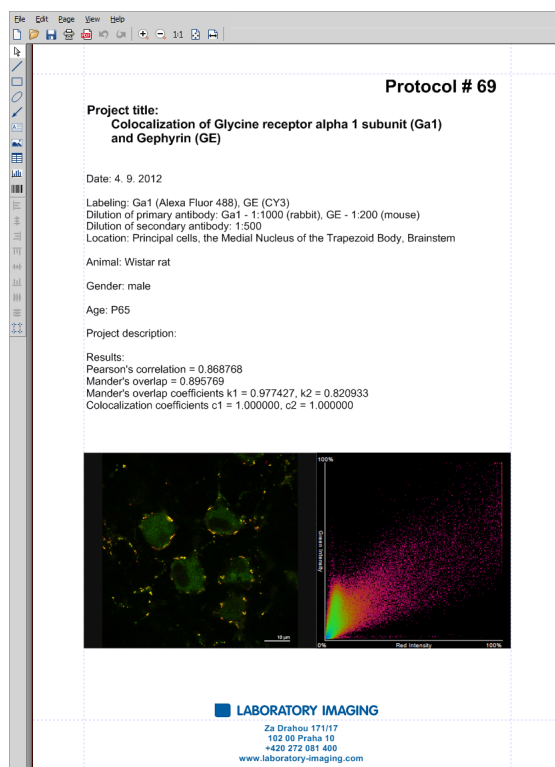 File Edit Page View Help
1:1
Protocol # 69
Project title:
Colocalization of Glycine receptor alpha 1 subunit (Ga1)
and Gephyrin (GE)
Date: 4. 9. 2012
Labeling: Ga1 (Alexa Fluor 488), GE (CY3)
Dilution of primary antibody: Ga1 - 1:1000 (rabbit), GE - 1:200 (mouse)
Dilution of secondary antibody: 1:500
Location: Principal cells, the Medial Nucleus of the Trapezoid Body, Brainstem
Animal: Wistar rat
Gender: male
Age: P65
Project description:
Results:
Pearson's correlation = 0.868768
Mander's overlap = 0.895769
Mander's overlap coefficients k1 = 0.977427, k2 = 0.820933
Colocalization coefficients c1 = 1.000000, c2 = 1.000000
10 µm
100%
Green Intensity
0% Red Intensity 100%
LABORATORY IMAGING
Za Drahou 171/17
102 00 Praha 10
+420 272 081 400
www.laboratory-imaging.com